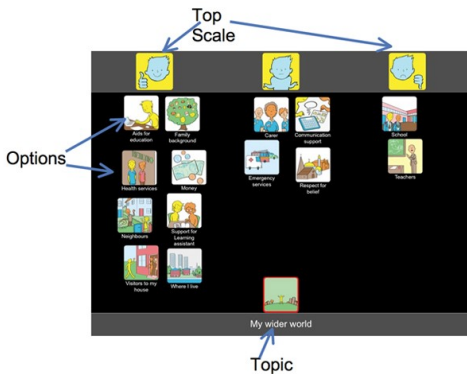 Top
Scale
Options
Aids for
education
Family
background
Carer
Communication
support
School
Health services
Money
Emergency
services
Respect for
belief
Teachers
Neighbours
Support for
Learning
assistant
Visitors to my
house
Where I live
My wider world
Topic